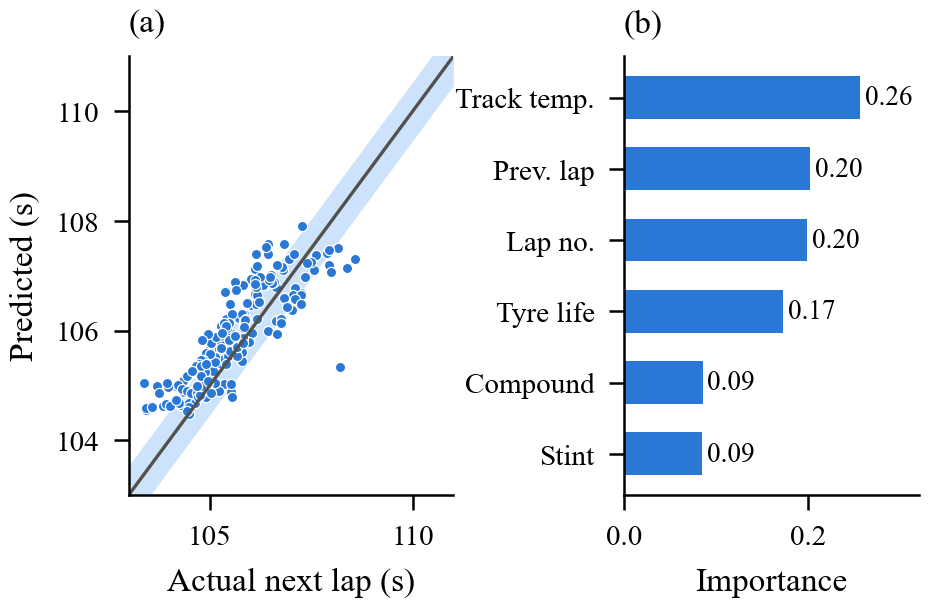 (a)
110
108
106
104
Predicted (s)
105
110
Actual next lap (s)
(b)
Track temp.
0.26
Prev. lap
0.20
Lap no.
0.20
Tyre life
0.17
Compound
0.09
Stint
0.09
0.0
0.2
Importance